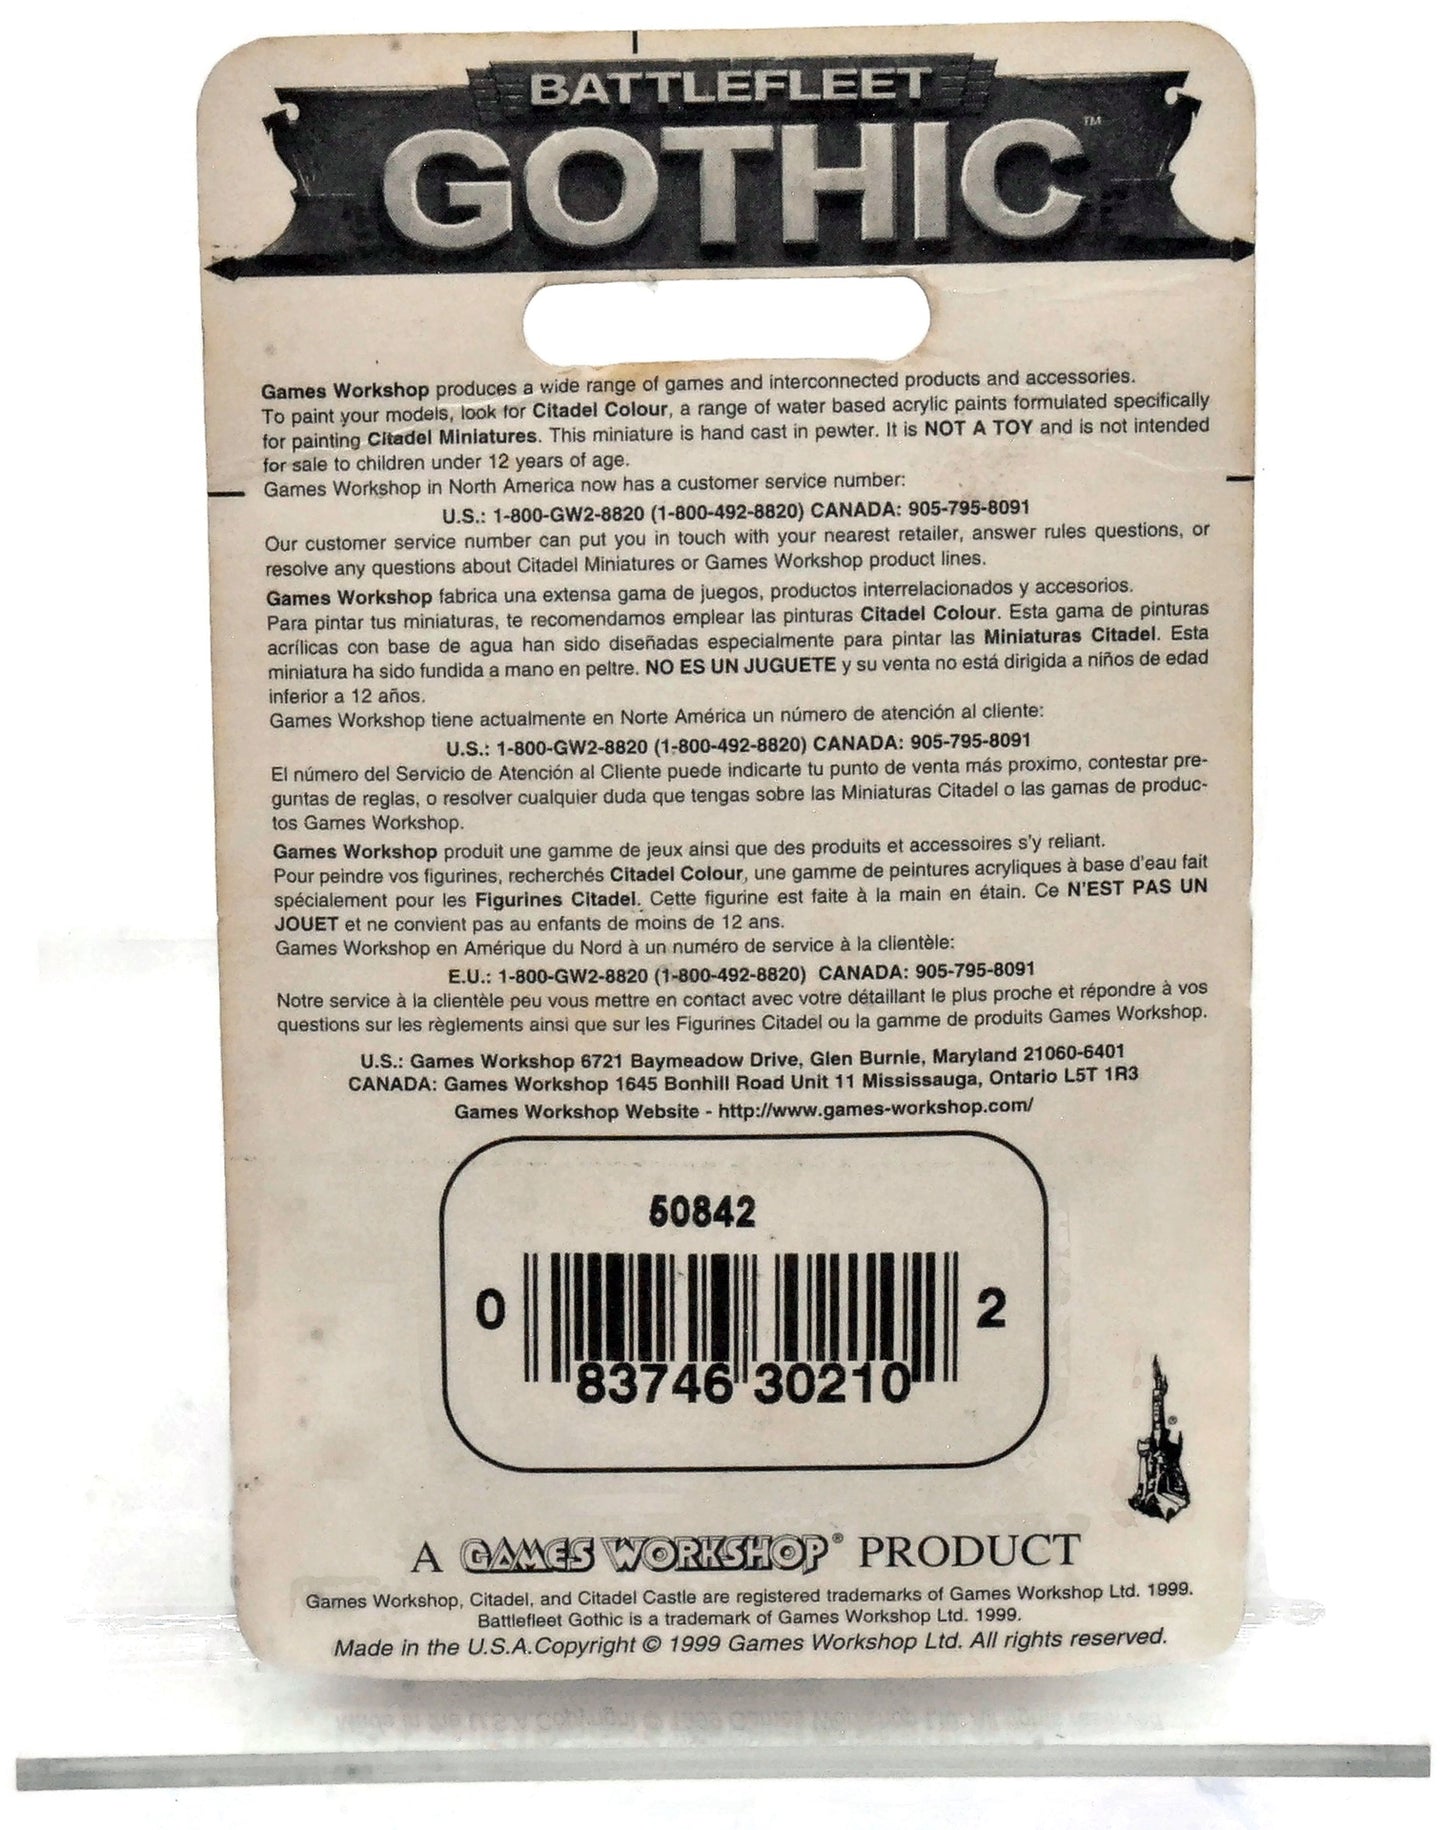 BATTLEFLEET
GOTHIC™
Games Workshop produces a wide range of games and interconnected products and accessories.
To paint your models, look for Citadel Colour, a range of water based acrylic paints formulated specifically
for painting Citadel Miniatures. This miniature is hand cast in pewter. It is NOT A TOY and is not intended
for sale to children under 12 years of age.
Games Workshop in North America now has a customer service number:
U.S.: 1-800-GW2-8820 (1-800-492-8820) CANADA: 905-795-8091
Our customer service number can put you in touch with your nearest retailer, answer rules questions, or
resolve any questions about Citadel Miniatures or Games Workshop product lines.
Games Workshop fabrica una extensa gama de juegos, productos interrelacionados y accesorios.
Para pintar tus miniaturas, te recomendamos emplear las pinturas Citadel Colour. Esta gama de pinturas
acrílicas con base de agua han sido diseñadas especialmente para pintar las Miniaturas Citadel. Esta
miniatura ha sido fundida a mano en peltre. NO ES UN JUGUETE y su venta no está dirigida a niños de edad
inferior a 12 años.
Games Workshop tiene actualmente en Norte América un número de atención al cliente:
U.S.: 1-800-GW2-8820 (1-800-492-8820) CANADA: 905-795-8091
El número del Servicio de Atención al Cliente puede indicarte tu punto de venta más proximo, contestar pre-
guntas de reglas, o resolver cualquier duda que tengas sobre las Miniaturas Citadel o las gamas de produc-
tos Games Workshop.
Games Workshop produit une gamme de jeux ainsi que des produits et accessoires s'y reliant.
Pour peindre vos figurines, recherchés Citadel Colour, une gamme de peintures acryliques à base d'eau fait
spécialement pour les Figurines Citadel. Cette figurine est faite à la main en étain. Ce N'EST PAS UN
JOUET et ne convient pas au enfants de moins de 12 ans.
Games Workshop en Amérique du Nord à un numéro de service à la clientèle:
E.U.: 1-800-GW2-8820 (1-800-492-8820) CANADA: 905-795-8091
Notre service à la clientèle peu vous mettre en contact avec votre détaillant le plus proche et répondre à vos
questions sur les règlements ainsi que sur les Figurines Citadel ou la gamme de produits Games Workshop.
U.S.: Games Workshop 6721 Baymeadow Drive, Glen Burnie, Maryland 21060-6401
CANADA: Games Workshop 1645 Bonhill Road Unit 11 Mississauga, Ontario L5T 1R3
Games Workshop Website - http://www.games-workshop.com/
50842
0 83746 30210 2
®
A GAMES WORKSHOP® PRODUCT
Games Workshop, Citadel, and Citadel Castle are registered trademarks of Games Workshop Ltd. 1999.
Battlefleet Gothic is a trademark of Games Workshop Ltd. 1999.
Made in the U.S.A.Copyright © 1999 Games Workshop Ltd. All rights reserved.